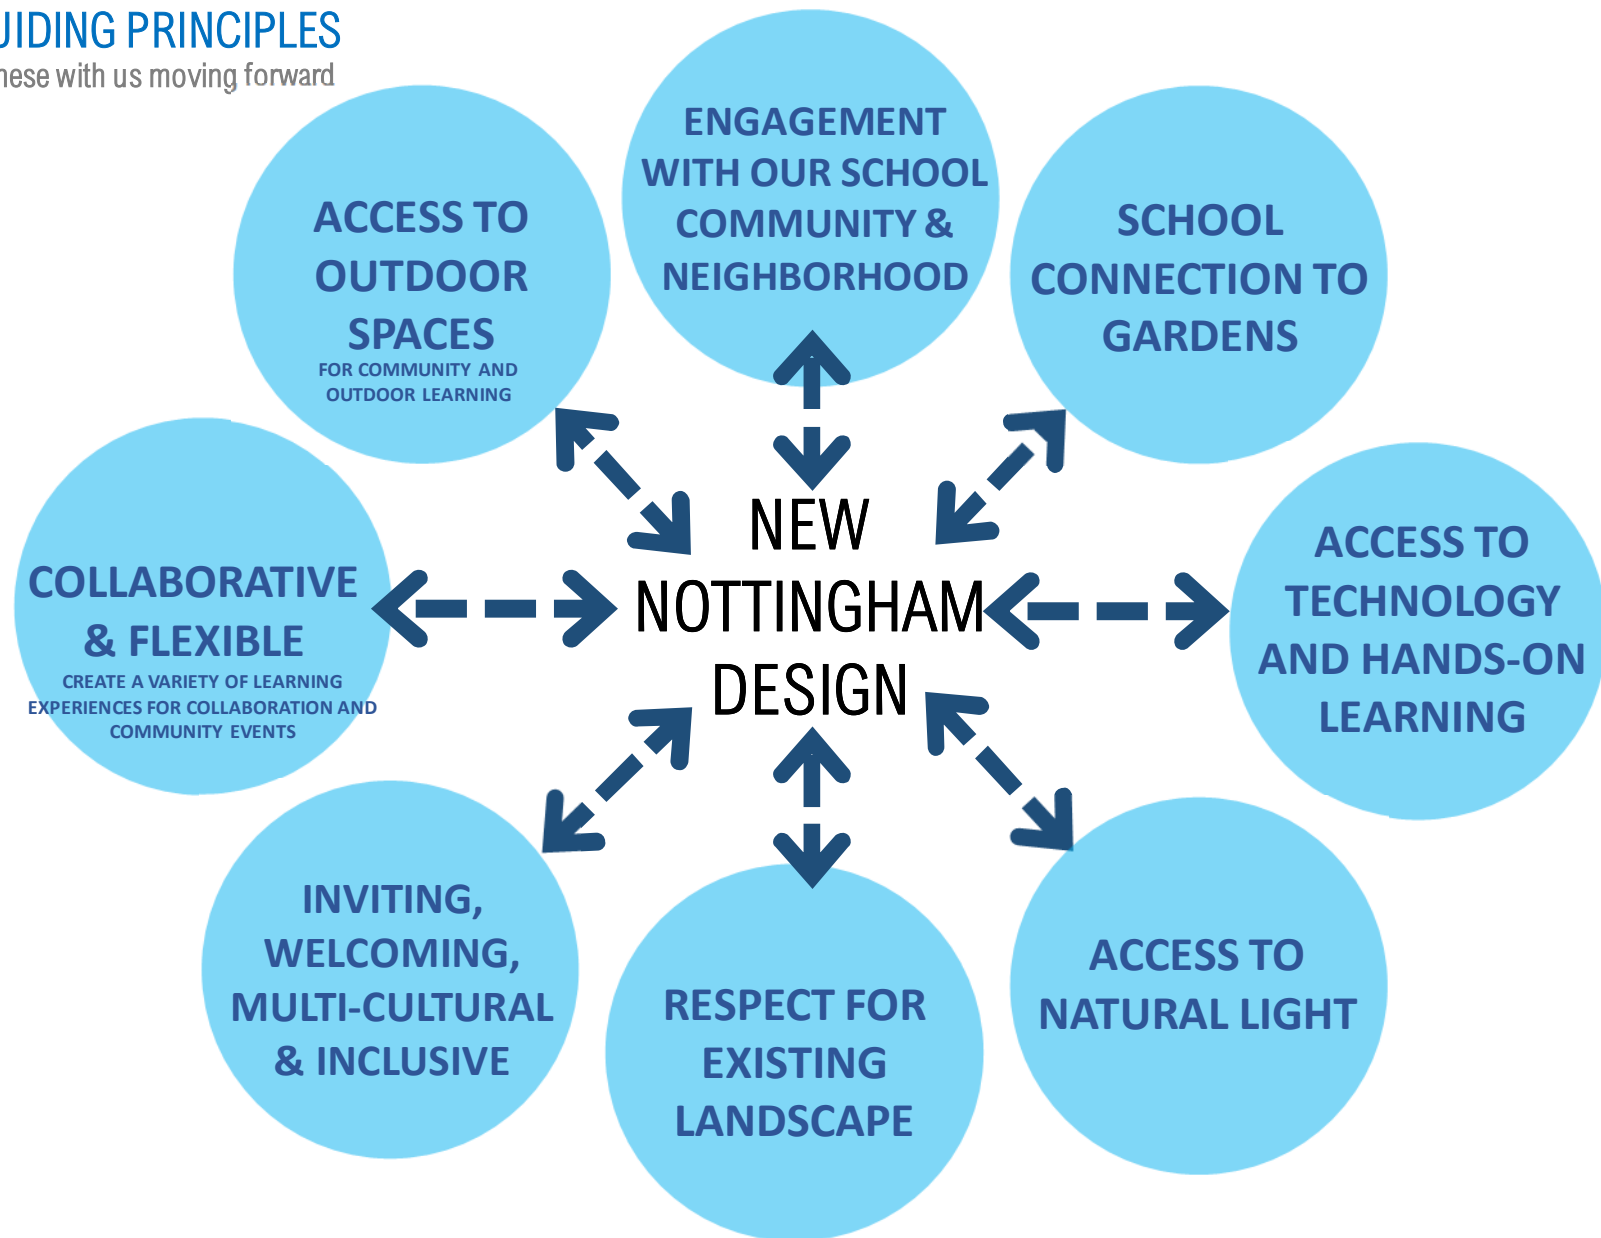 UIDING PRINCIPLES
hese with us moving forward
ENGAGEMENT
WITH OUR SCHOOL
COMMUNITY &
NEIGHBORHOOD
ACCESS TO
OUTDOOR
SPACES
FOR COMMUNITY AND
OUTDOOR LEARNING
SCHOOL
CONNECTION TO
GARDENS
COLLABORATIVE
& FLEXIBLE
CREATE A VARIETY OF LEARNING
EXPERIENCES FOR COLLABORATION AND
COMMUNITY EVENTS
NEW
NOTTINGHAM
DESIGN
ACCESS TO
TECHNOLOGY
AND HANDS-ON
LEARNING
INVITING,
WELCOMING,
MULTI-CULTURAL
& INCLUSIVE
RESPECT FOR
EXISTING
LANDSCAPE
ACCESS TO
NATURAL LIGHT